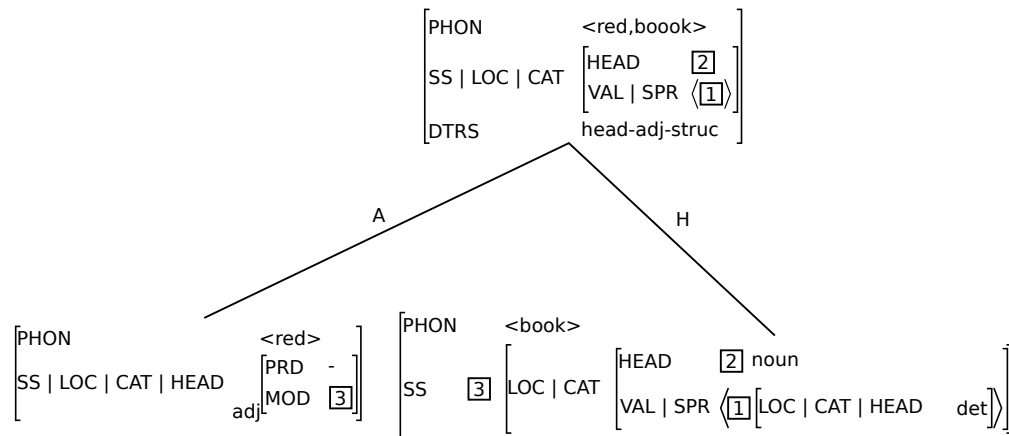 PHON <red,boook>
SS | LOC | CAT HEAD 2
VAL | SPR ⟨1⟩
DTRS head-adj-struc
A
H
PHON <red>
SS | LOC | CAT | HEAD adj PRD -
MOD 3
PHON <book>
SS 3 LOC | CAT HEAD 2 noun
VAL | SPR ⟨1 LOC | CAT | HEAD det⟩